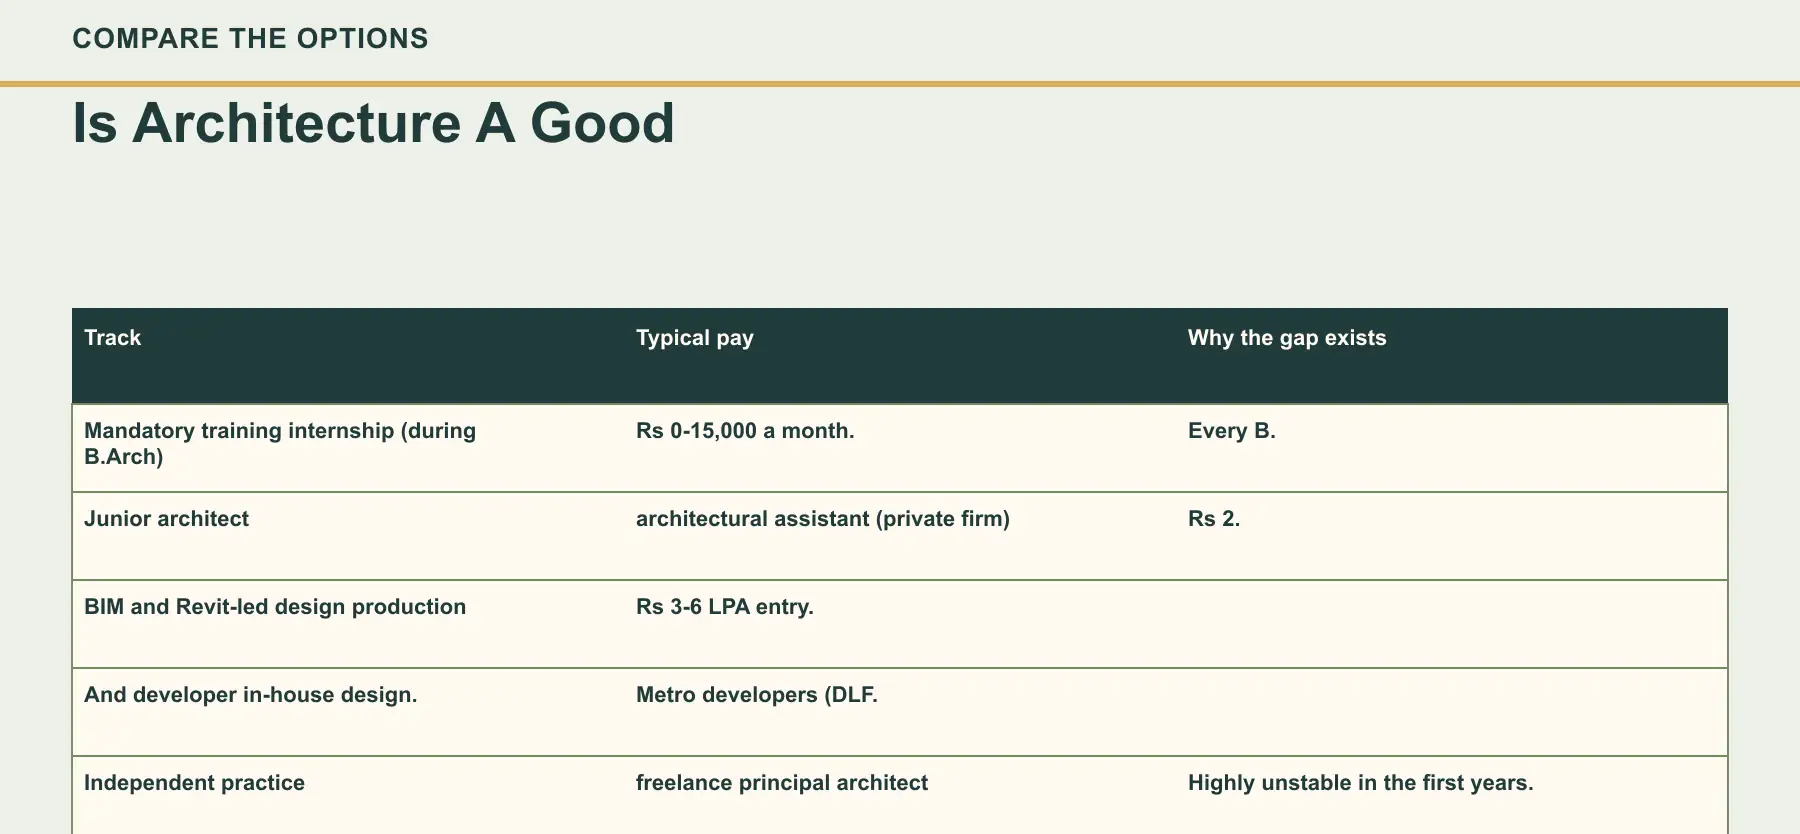 COMPARE THE OPTIONS
Is Architecture A Good
Track Typical pay Why the gap exists
Mandatory training internship (during B.Arch) Rs 0-15,000 a month. Every B.
Junior architect architectural assistant (private firm) Rs 2.
BIM and Revit-led design production Rs 3-6 LPA entry.
And developer in-house design. Metro developers (DLF.
Independent practice freelance principal architect Highly unstable in the first years.